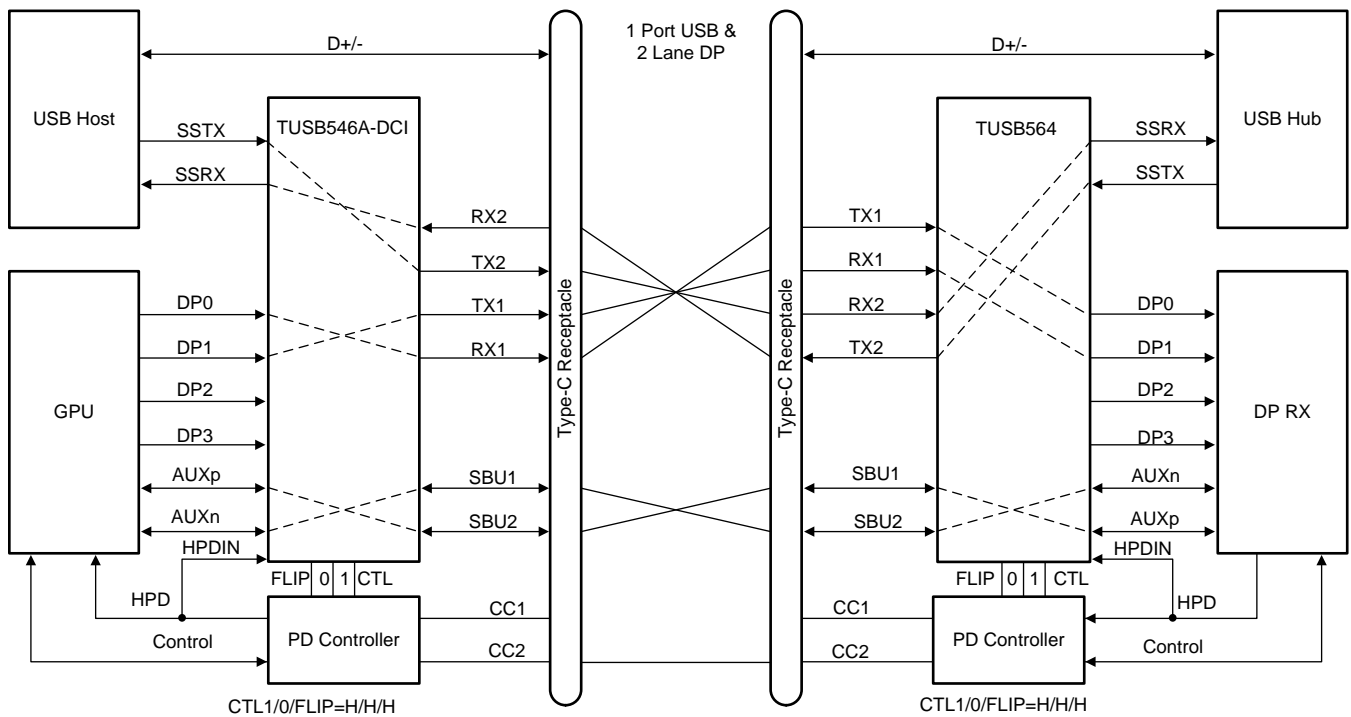 1 Port USB &
2 Lane DP
D+/-
D+/-
USB Host
TUSB546A-DCI
TUSB564
USB Hub
SSTX
SSRX
SSRX
SSTX
RX2
TX2
TX1
RX1
TX1
RX1
RX2
TX2
Type-C Receptacle
Type-C Receptacle
GPU
DP0
DP1
DP2
DP3
AUXp
AUXn
HPDIN
SBU1
SBU2
SBU1
SBU2
DP0
DP1
DP2
DP3
AUXn
AUXp
HPDIN
DP RX
FLIP 0 1 CTL
FLIP 0 1 CTL
HPD
Control
PD Controller
CC1
CC2
CC1
CC2
PD Controller
HPD
Control
CTL1/0/FLIP=H/H/H
CTL1/0/FLIP=H/H/H